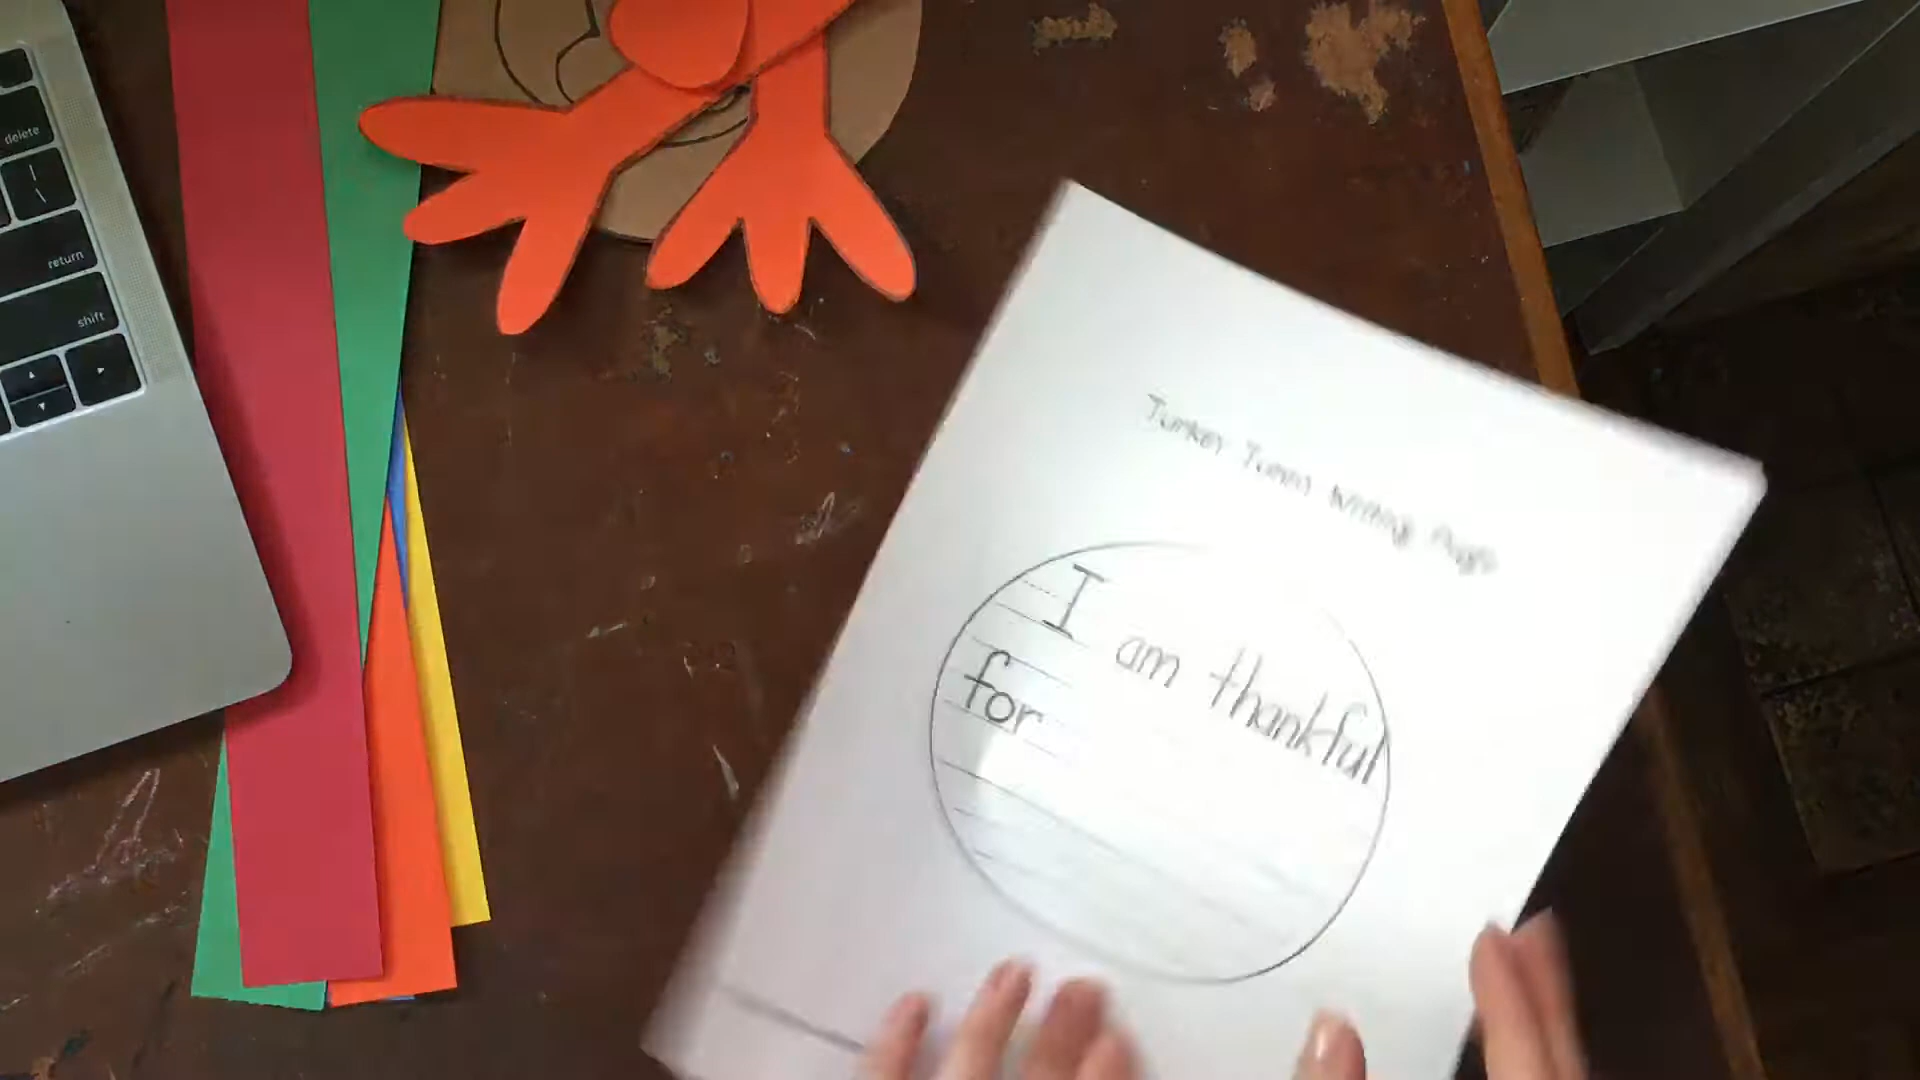 delete
return
shift
Turkey Tummy Writing Page
I am thankful
for